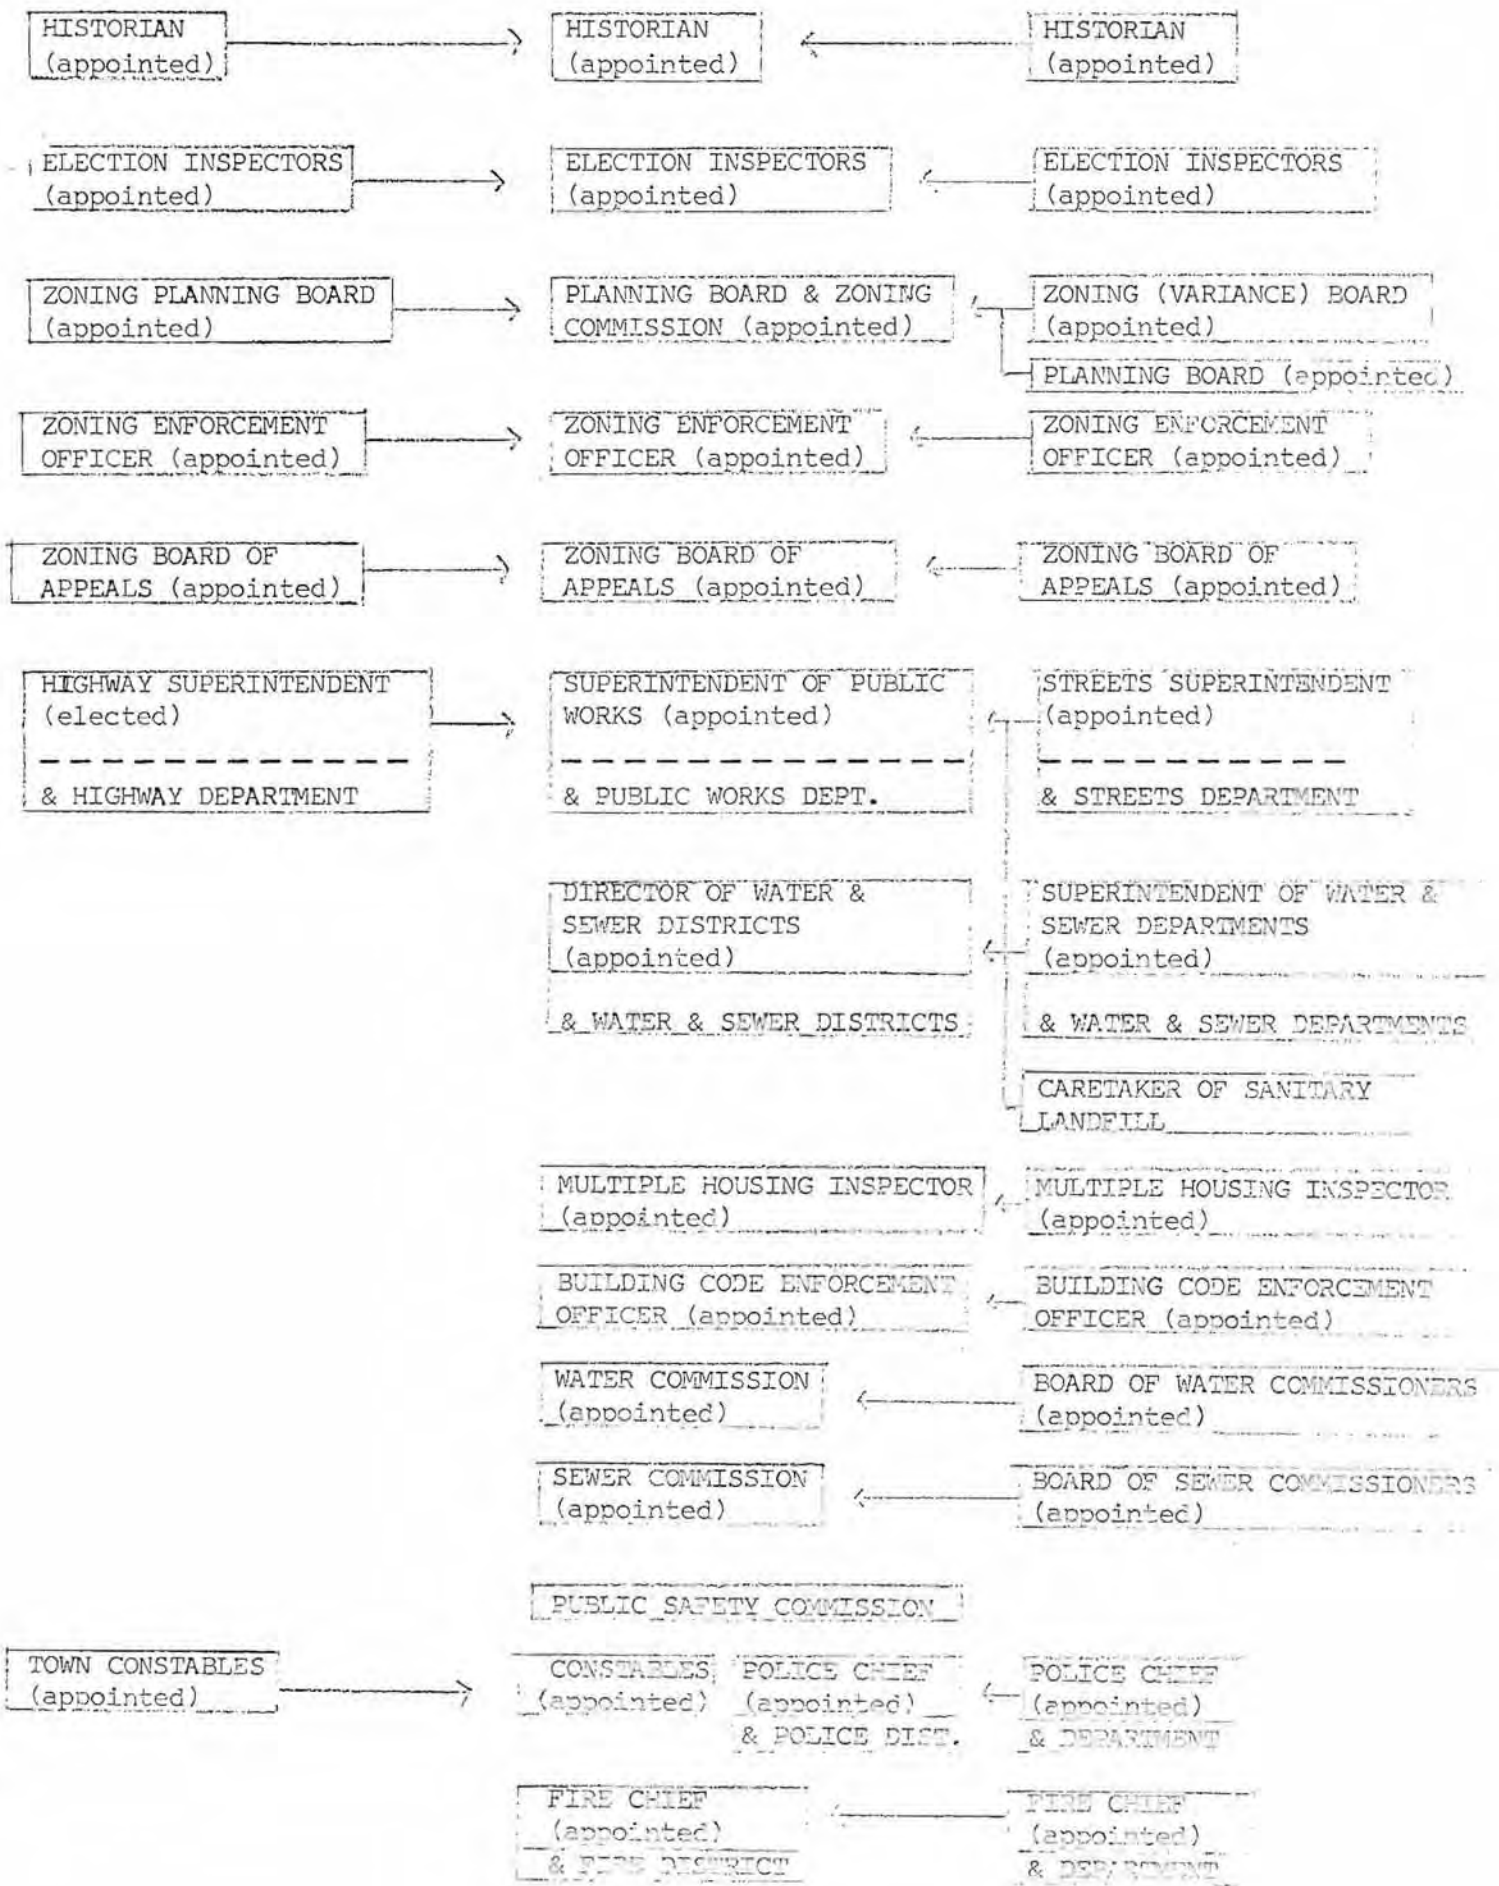 HISTORIAN
(appointed)
HISTORIAN
(appointed)
HISTORIAN
(appointed)
ELECTION INSPECTORS
(appointed)
ELECTION INSPECTORS
(appointed)
ELECTION INSPECTORS
(appointed)
ZONING PLANNING BOARD
(appointed)
PLANNING BOARD & ZONING
COMMISSION (appointed)
ZONING (VARIANCE) BOARD
(appointed)
PLANNING BOARD (appointed)
ZONING ENFORCEMENT
OFFICER (appointed)
ZONING ENFORCEMENT
OFFICER (appointed)
ZONING ENFORCEMENT
OFFICER (appointed)
ZONING BOARD OF
APPEALS (appointed)
ZONING BOARD OF
APPEALS (appointed)
ZONING BOARD OF
APPEALS (appointed)
HIGHWAY SUPERINTENDENT
(elected)
& HIGHWAY DEPARTMENT
SUPERINTENDENT OF PUBLIC
WORKS (appointed)
& PUBLIC WORKS DEPT.
STREETS SUPERINTENDENT
(appointed)
& STREETS DEPARTMENT
DIRECTOR OF WATER &
SEWER DISTRICTS
(appointed)
& WATER & SEWER DISTRICTS
SUPERINTENDENT OF WATER &
SEWER DEPARTMENTS
(appointed)
& WATER & SEWER DEPARTMENTS
CARETAKER OF SANITARY
LANDFILL
MULTIPLE HOUSING INSPECTOR
(appointed)
MULTIPLE HOUSING INSPECTOR
(appointed)
BUILDING CODE ENFORCEMENT
OFFICER (appointed)
BUILDING CODE ENFORCEMENT
OFFICER (appointed)
WATER COMMISSION
(appointed)
BOARD OF WATER COMMISSIONERS
(appointed)
SEWER COMMISSION
(appointed)
BOARD OF SEWER COMMISSIONERS
(appointed)
PUBLIC SAFETY COMMISSION
TOWN CONSTABLES
(appointed)
CONSTABLES
(appointed)
POLICE CHIEF
(appointed)
& POLICE DIST.
POLICE CHIEF
(appointed)
& DEPARTMENT
FIRE CHIEF
(appointed)
& FIRE DISTRICT
FIRE CHIEF
(appointed)
& DEPARTMENT